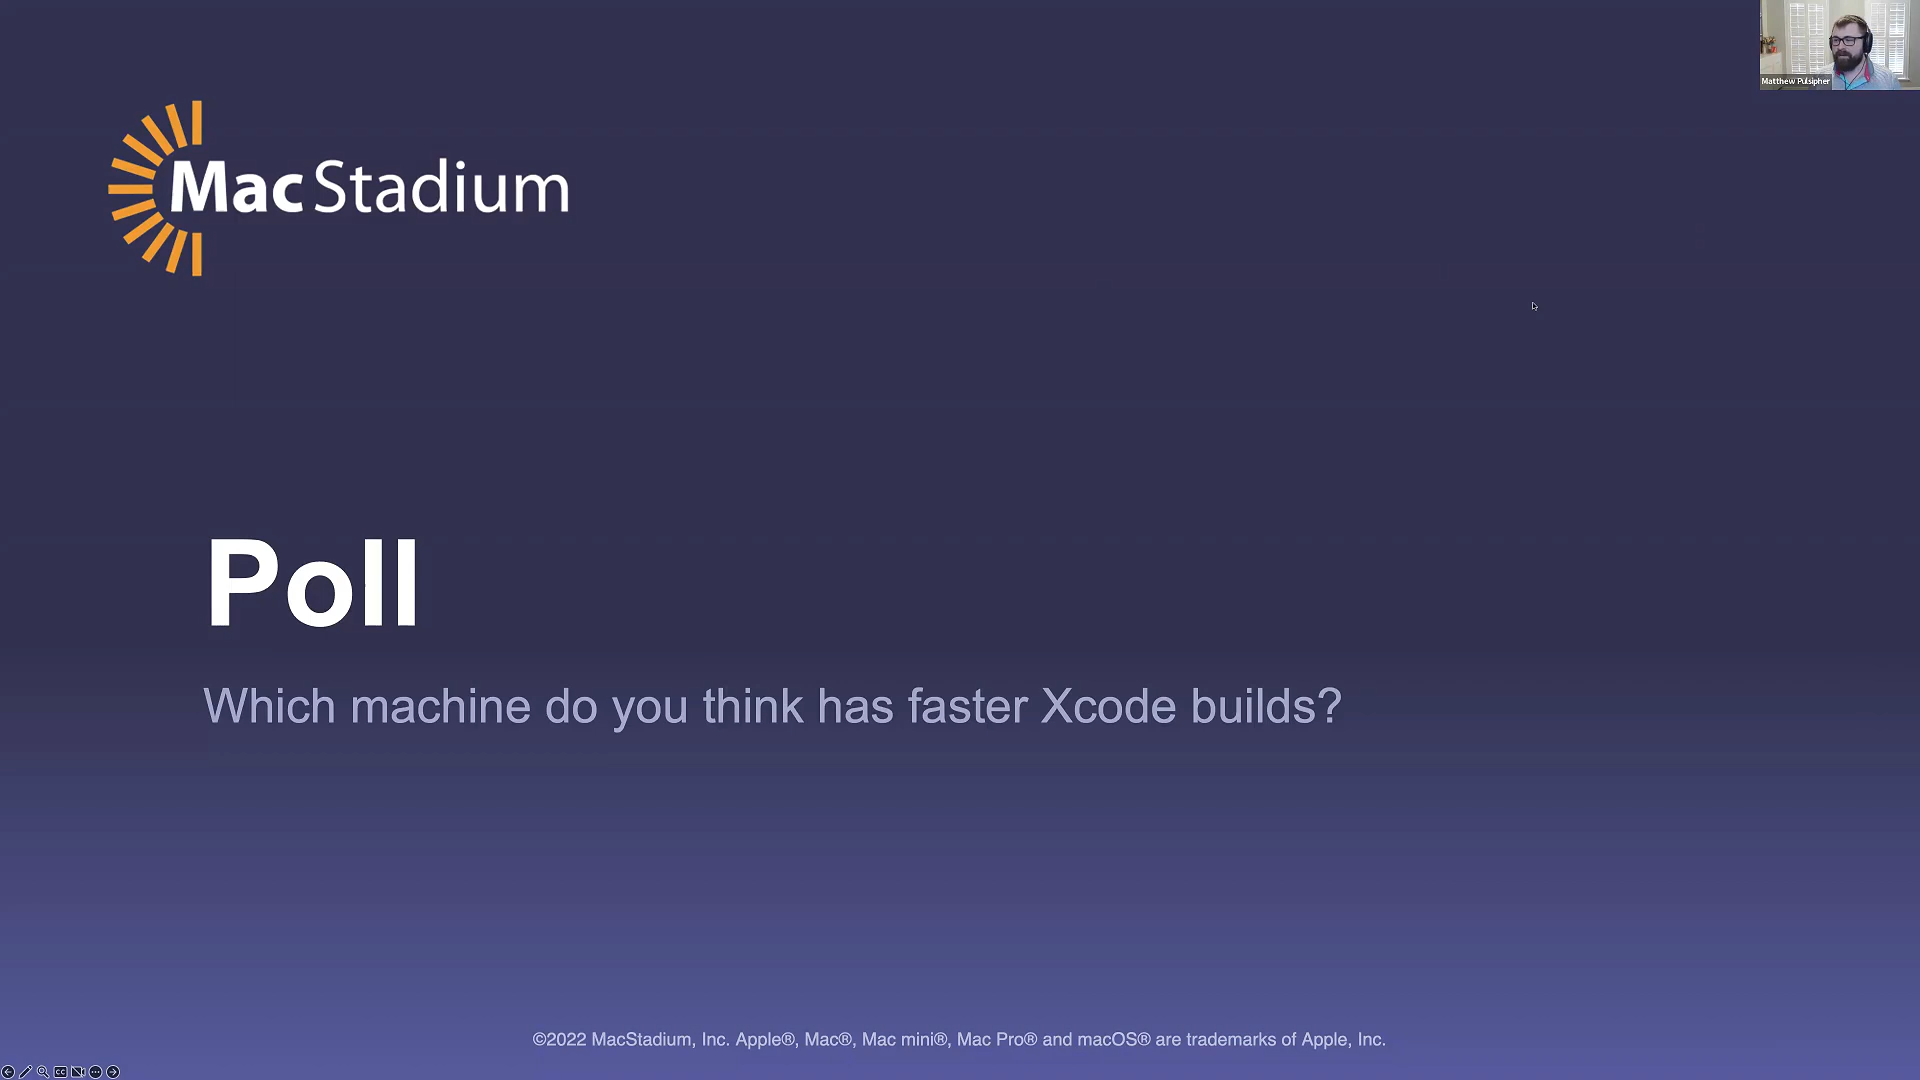 Matthew Pulsipher
MacStadium
Poll
Which machine do you think has faster Xcode builds?
©2022 MacStadium, Inc. Apple®, Mac®, Mac mini®, Mac Pro® and macOS® are trademarks of Apple, Inc.
CC